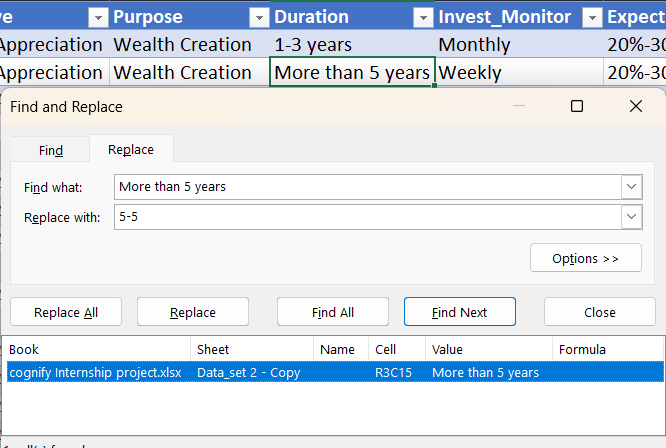 ve Purpose Duration Invest_Monitor Expect
Appreciation Wealth Creation 1-3 years Monthly 20%-30
Appreciation Wealth Creation More than 5 years Weekly 20%-30
Find and Replace
Find Replace
Find what: More than 5 years
Replace with: 5-5
Options >>
Replace All Replace Find All Find Next Close
Book Sheet Name Cell Value Formula
cognify Internship project.xlsx Data_set 2 - Copy R3C15 More than 5 years